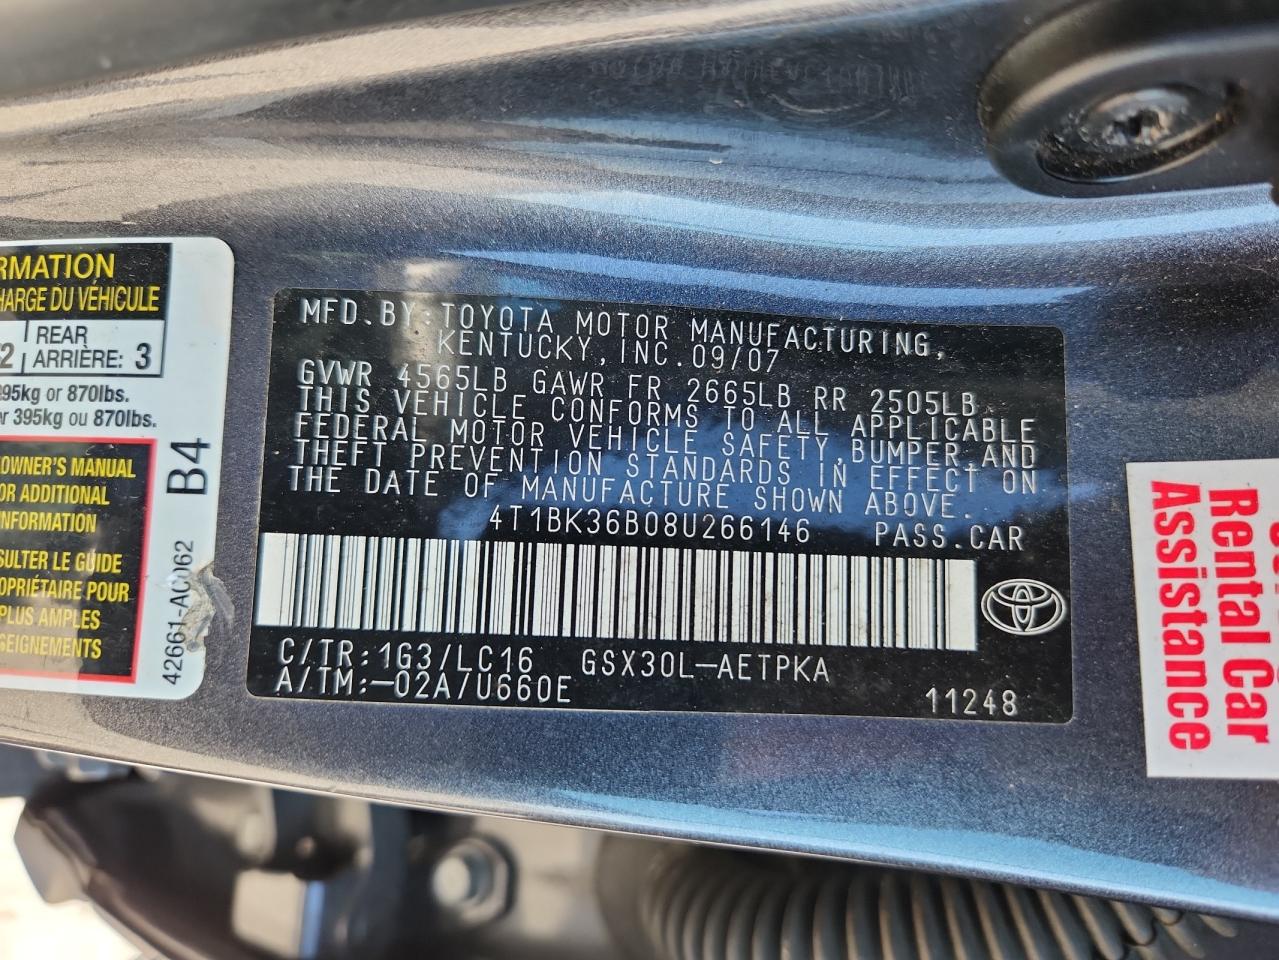 RMATION
HARGE DU VÉHICULE
REAR
ARRIÈRE: 3
395kg or 870lbs.
r 395kg ou 870lbs.
OWNER'S MANUAL
OR ADDITIONAL
INFORMATION
SULTER LE GUIDE
OPRIÉTAIRE POUR
PLUS AMPLES
SEIGNEMENTS
B4
MFD.BY:TOYOTA MOTOR MANUFACTURING,
KENTUCKY,INC.09/07
GVWR 4565LB GAWR FR 2665LB RR 2505LB
THIS VEHICLE CONFORMS TO ALL APPLICABLE
FEDERAL MOTOR VEHICLE SAFETY,BUMPER AND
THEFT PREVENTION STANDARDS IN EFFECT ON
THE DATE OF MANUFACTURE SHOWN ABOVE.
4T1BK36B08U266146 PASS.CAR
C/TR:1G3/LC16 GSX30L-AETPKA
A/TM:-02A/U660E 11248
Rental Car
Assistance